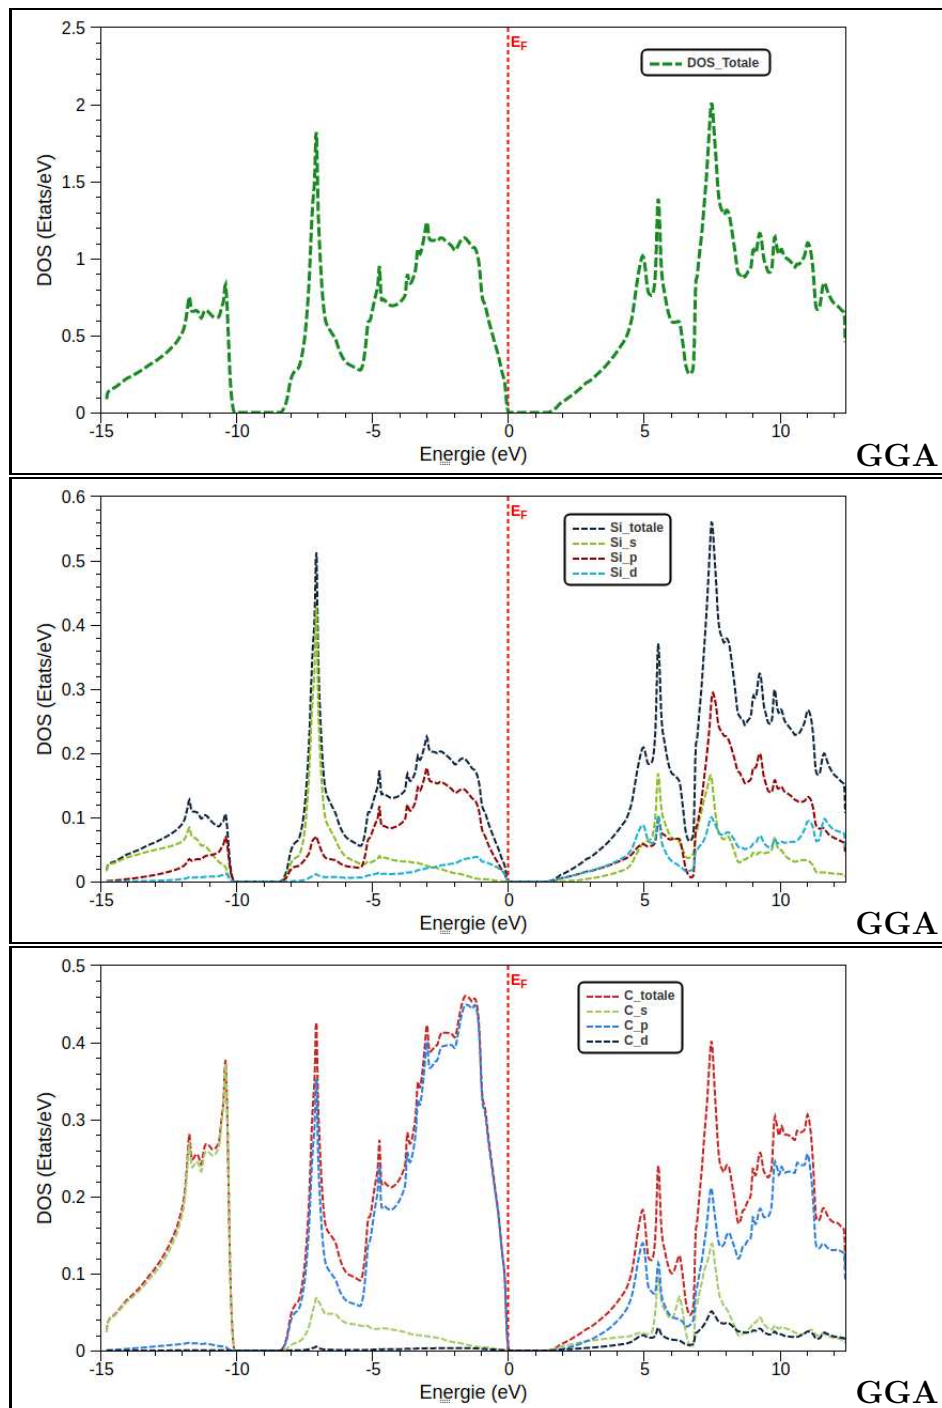 2.5
2
1.5
1
0.5
0
DOS (Etats/eV)
E_F
DOS_Totale
-15 -10 -5 0 5 10
Energie (eV)
GGA
0.6
0.5
0.4
0.3
0.2
0.1
0
DOS (Etats/eV)
E_F
Si_totale
Si_s
Si_p
Si_d
-15 -10 -5 0 5 10
Energie (eV)
GGA
0.5
0.4
0.3
0.2
0.1
0
DOS (Etats/eV)
E_F
C_totale
C_s
C_p
C_d
-15 -10 -5 0 5 10
Energie (eV)
GGA